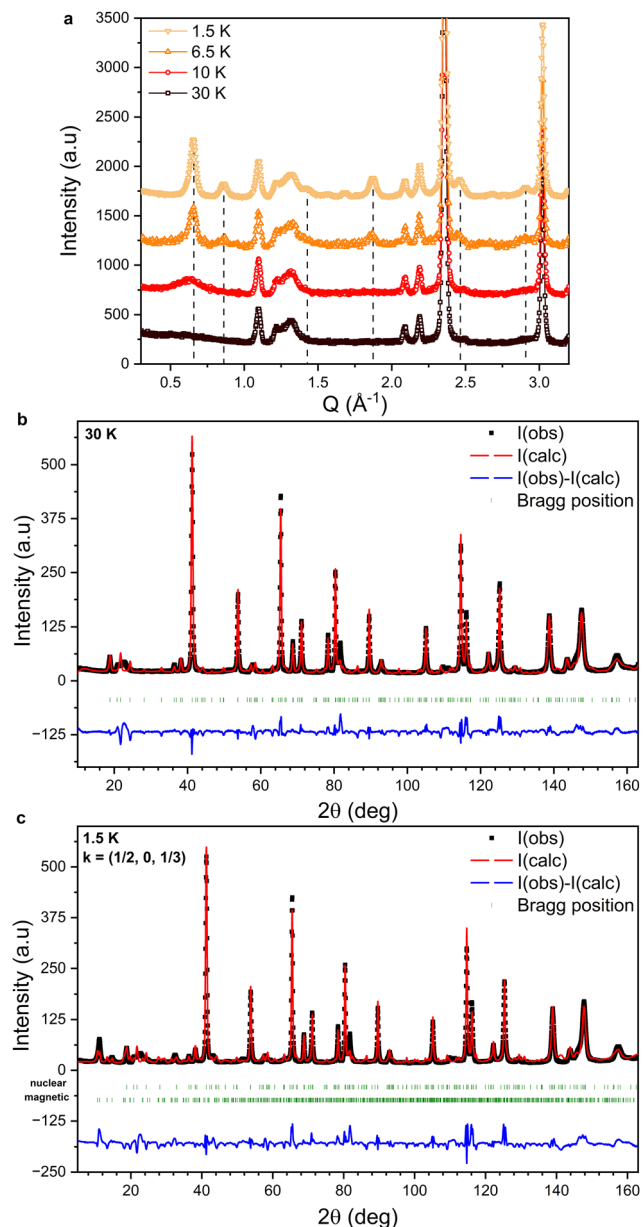 a
1.5 K
6.5 K
10 K
30 K
3500
3000
2500
2000
1750
1500
1250
1000
750
500
250
0
Intensity (a.u)
0.5 1.0 1.5 2.0 2.5 3.0
Q (Å⁻¹)
b
30 K
I(obs)
I(calc)
I(obs)-I(calc)
Bragg position
500
375
250
125
0
−125
Intensity (a.u)
20 40 60 80 100 120 140 160
2θ (deg)
c
1.5 K
k = (1/2, 0, 1/3)
I(obs)
I(calc)
I(obs)-I(calc)
Bragg position
500
375
250
125
0
nuclear
magnetic
−125
−250
Intensity (a.u)
20 40 60 80 100 120 140 160
2θ (deg)